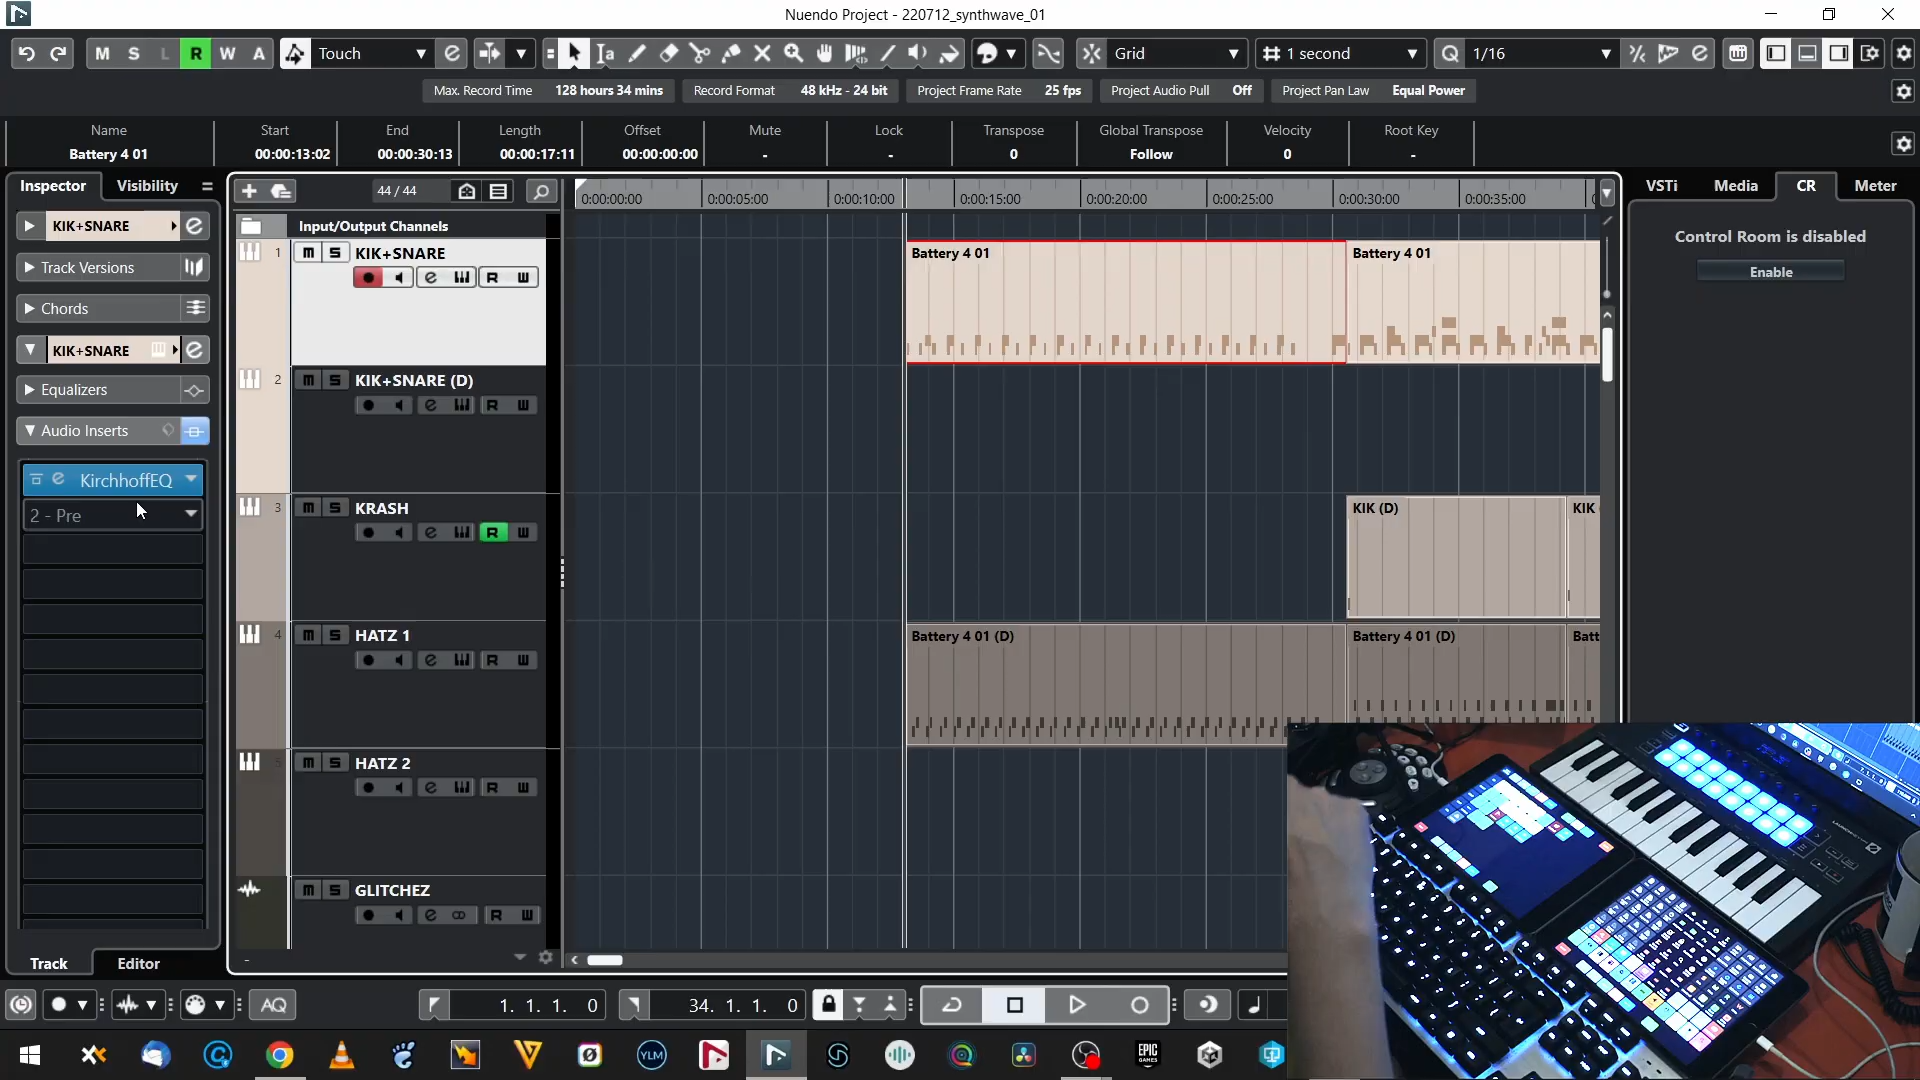 Nuendo Project - 220712_synthwave_01
M S L R W A Touch Grid 1 second Q 1/16
Max. Record Time 128 hours 34 mins Record Format 48 kHz - 24 bit Project Frame Rate 25 fps Project Audio Pull Off Project Pan Law Equal Power
Name Start End Length Offset Mute Lock Transpose Global Transpose Velocity Root Key
Battery 4 01 00:00:13:02 00:00:30:13 00:00:17:11 00:00:00:00 - - 0 Follow 0 -
Inspector Visibility
44 / 44
0:00:00:00 0:00:05:00 0:00:10:00 0:00:15:00 0:00:20:00 0:00:25:00 0:00:30:00 0:00:35:00
VSTi Media CR Meter
KIK+SNARE
Track Versions
Chords
KIK+SNARE
Equalizers
Audio Inserts
KirchhoffEQ
2 - Pre
Track Editor
Input/Output Channels
1 M S KIK+SNARE
R W
2 M S KIK+SNARE (D)
R W
3 M S KRASH
R W
4 M S HATZ 1
R W
5 M S HATZ 2
R W
M S GLITCHEZ
R W
Battery 4 01 Battery 4 01
KIK (D) KIK
Battery 4 01 (D) Battery 4 01 (D) Batt
Control Room is disabled
Enable
AQ 1. 1. 1. 0 34. 1. 1. 0
YLM EPIC GAMES